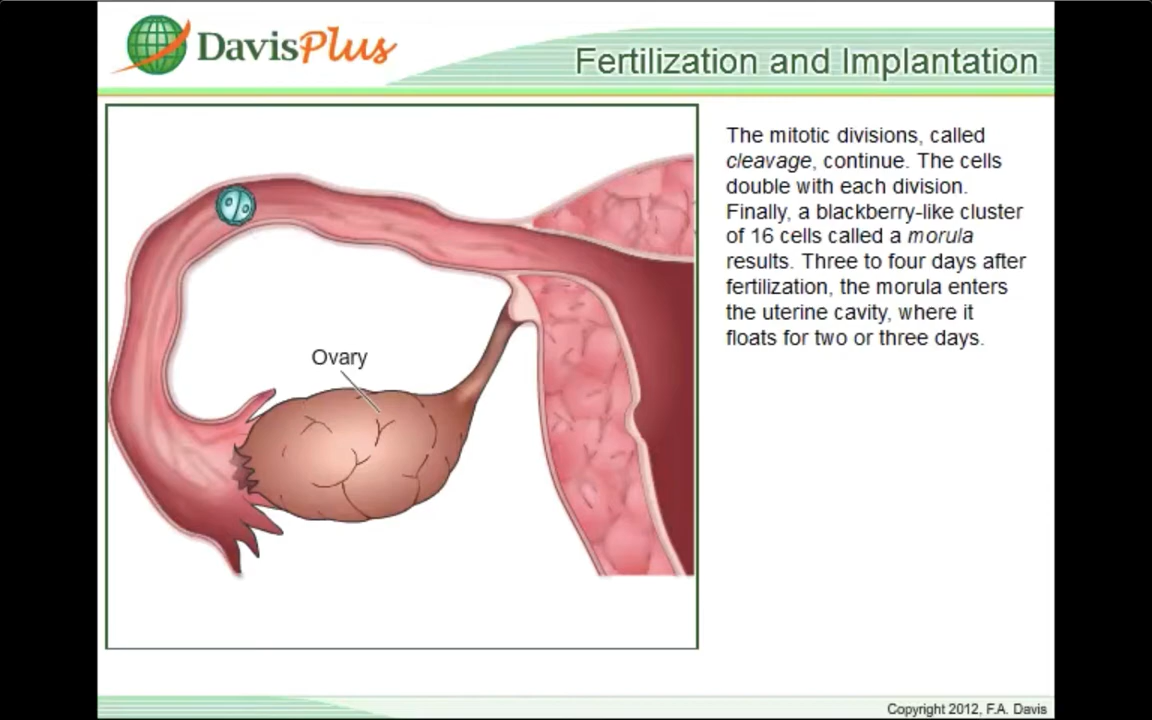 DavisPlus
Fertilization and Implantation
The mitotic divisions, called
cleavage, continue. The cells
double with each division.
Finally, a blackberry-like cluster
of 16 cells called a morula
results. Three to four days after
fertilization, the morula enters
the uterine cavity, where it
floats for two or three days.
Ovary
Copyright 2012, F.A. Davis